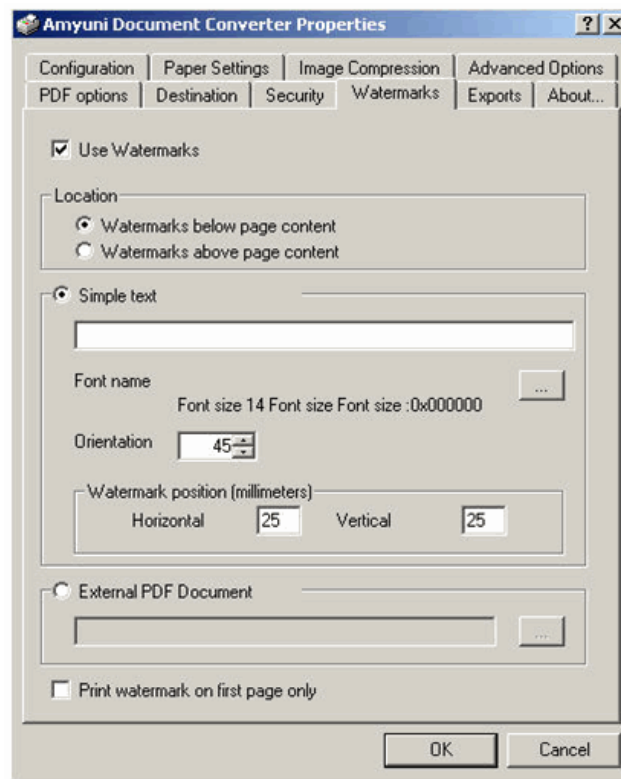 Amyuni Document Converter Properties
Configuration Paper Settings Image Compression Advanced Options
PDF options Destination Security Watermarks Exports About...
Use Watermarks
Location
Watermarks below page content
Watermarks above page content
Simple text
Font name ...
Font size 14 Font size Font size :0x000000
Orientation 45
Watermark position (millimeters)
Horizontal 25 Vertical 25
External PDF Document
...
Print watermark on first page only
OK Cancel